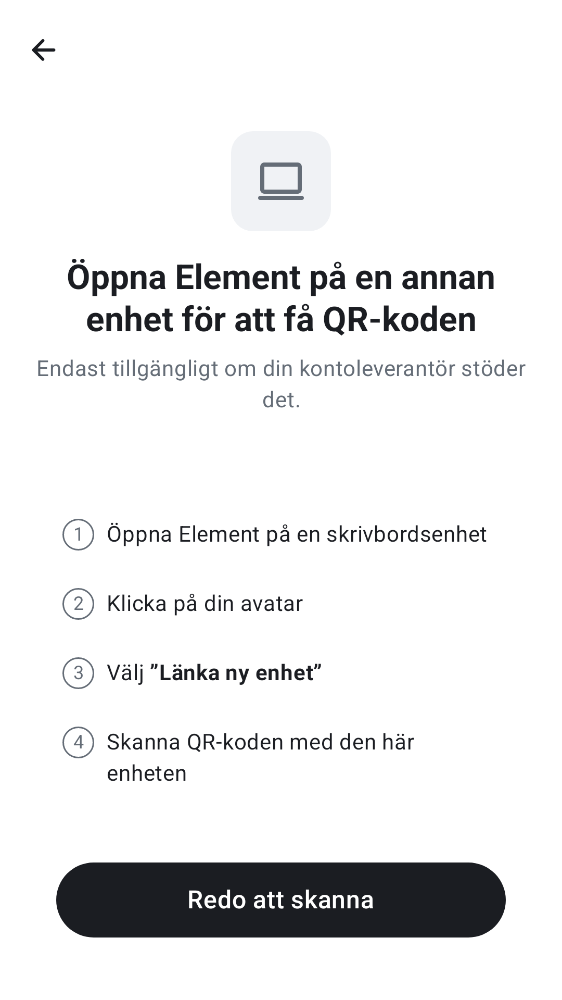 Öppna Element på en annan
enhet för att få QR-koden
Endast tillgängligt om din kontoleverantör stöder
det.
1 Öppna Element på en skrivbordsenhet
2 Klicka på din avatar
3 Välj ”Länka ny enhet”
4 Skanna QR-koden med den här
enheten
Redo att skanna